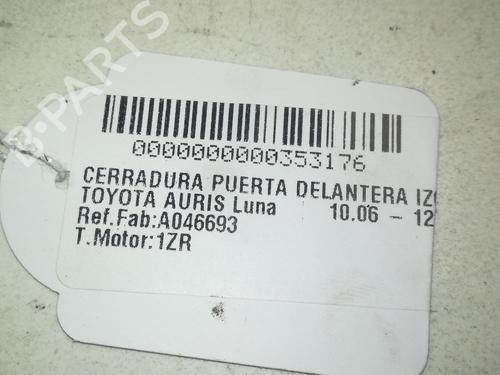 B-PARTS
0000000000353176
CERRADURA PUERTA DELANTERA IZ
TOYOTA AURIS Luna 10.06 - 12
Ref.Fab:A046693
T.Motor:1ZR